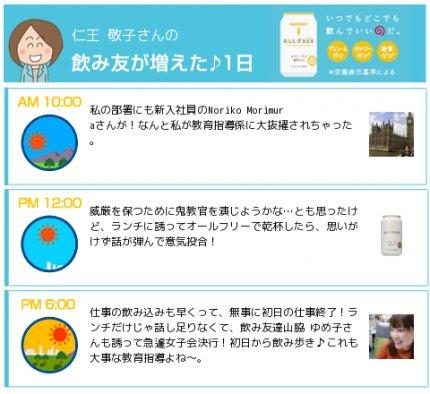 仁王 敬子さんの
飲み友が増えた♪1日
ALL-FREE
いつでもどこでも
飲んでいいのだ。
アルコールゼロ*
カロリーゼロ*
糖質ゼロ*
*栄養表示基準による
AM 10:00
私の部署にも新入社員のNoriko Morimur
aさんが！なんと私が教育指導係に大抜擢されちゃった
。
PM 12:00
威厳を保つために鬼教官を演じようかな…とも思ったけ
ど、ランチに誘ってオールフリーで乾杯したら、思いが
けず話が弾んで意気投合！
ALL-FREE
PM 6:00
仕事の飲み込みも早くって、無事に初日の仕事終了！ラ
ンチだけじゃ話し足りなくて、飲み友達山脇 ゆめ子さ
んも誘って急遽女子会決行！初日から飲み歩き♪これも
大事な教育指導よね〜。